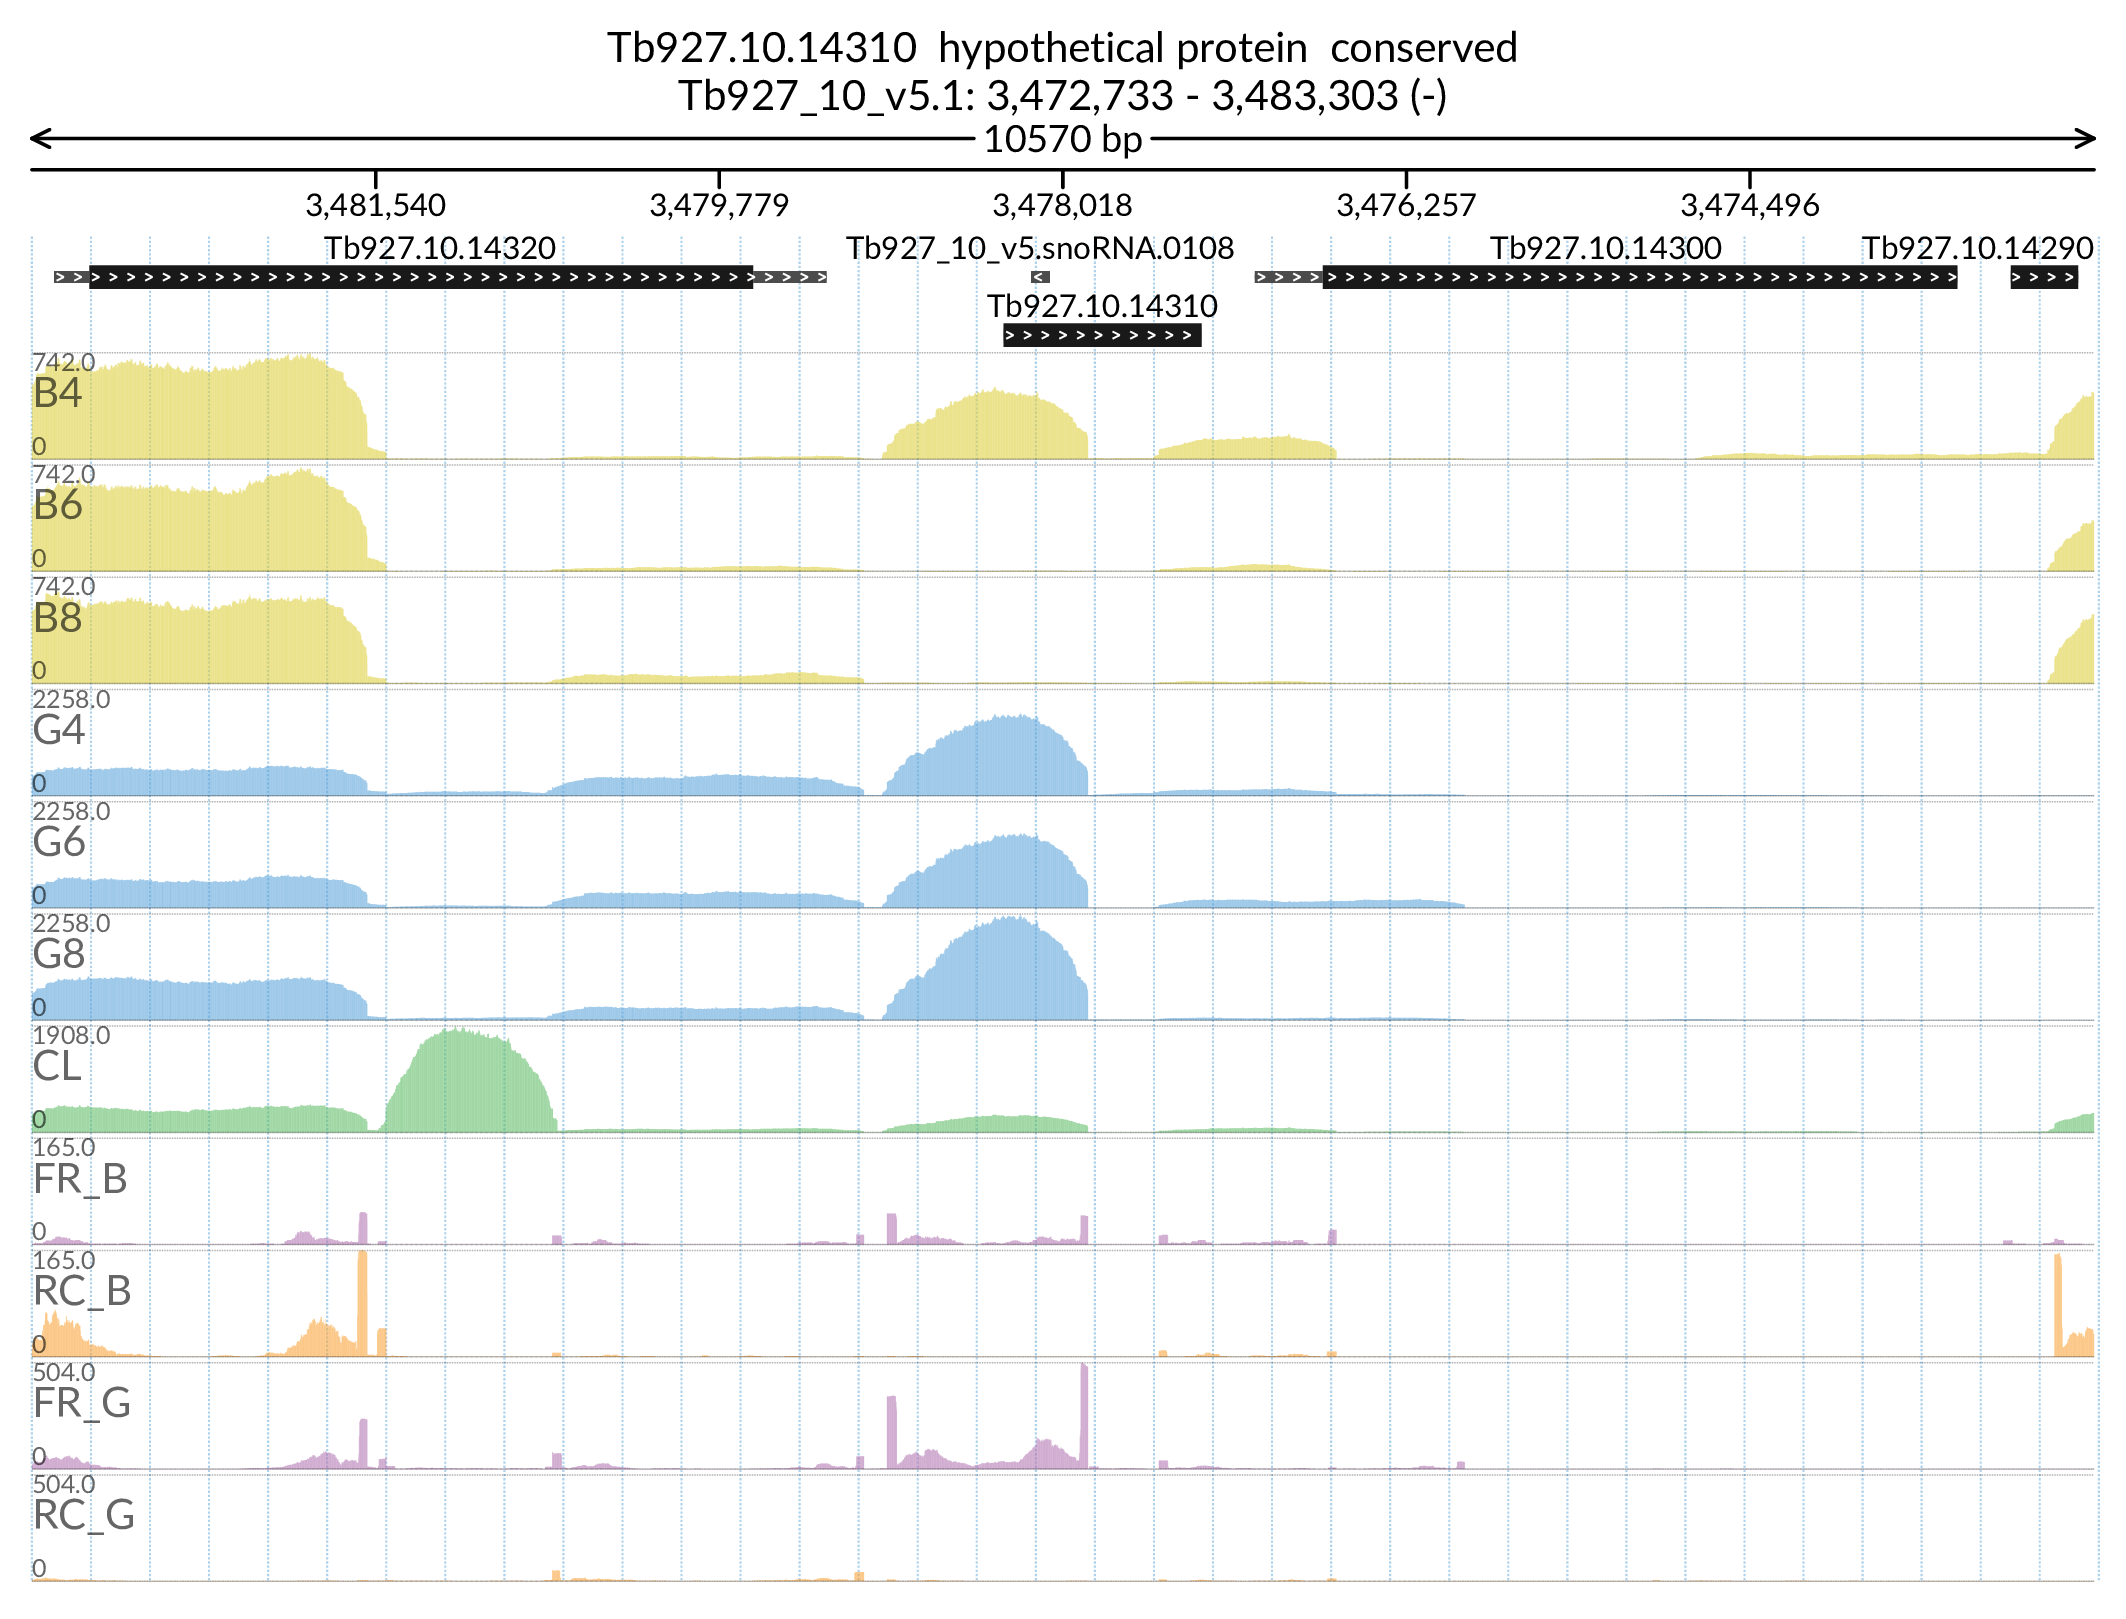 Tb927.10.14310  hypothetical protein  conserved
Tb927_10_v5.1: 3,472,733 - 3,483,303 (-)
10570 bp
3,481,540 3,479,779 3,478,018 3,476,257 3,474,496
Tb927.10.14320 Tb927_10_v5.snoRNA.0108 Tb927.10.14300 Tb927.10.14290
Tb927.10.14310
742.0
B4
0
742.0
B6
0
742.0
B8
0
2258.0
G4
0
2258.0
G6
0
2258.0
G8
0
1908.0
CL
0
165.0
FR_B
0
165.0
RC_B
0
504.0
FR_G
0
504.0
RC_G
0